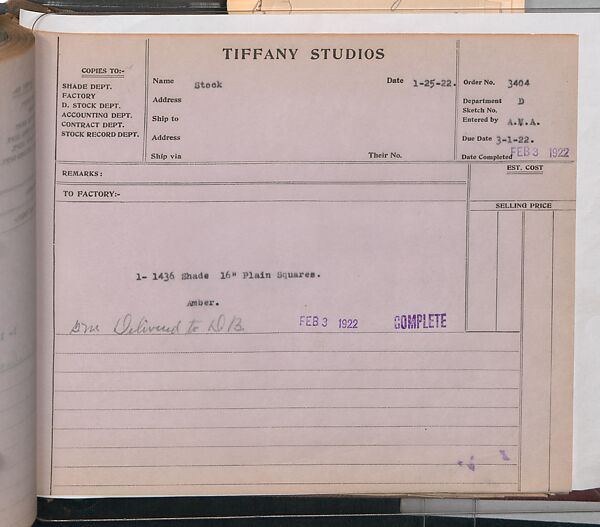 TIFFANY STUDIOS
COPIES TO:-
SHADE DEPT.
FACTORY
D. STOCK DEPT.
ACCOUNTING DEPT.
CONTRACT DEPT.
STOCK RECORD DEPT.
Name Stock Date 1-25-22.
Address
Ship to
Address
Ship via Their No.
Order No. 3404
Department D
Sketch No.
Entered by A.V.A.
Due Date 3-1-22.
Date Completed FEB 3 1922
REMARKS:
EST. COST
TO FACTORY:-
SELLING PRICE
1- 1436 Shade 16" Plain Squares.
Amber.
Delivered to DB FEB 3 1922 COMPLETE